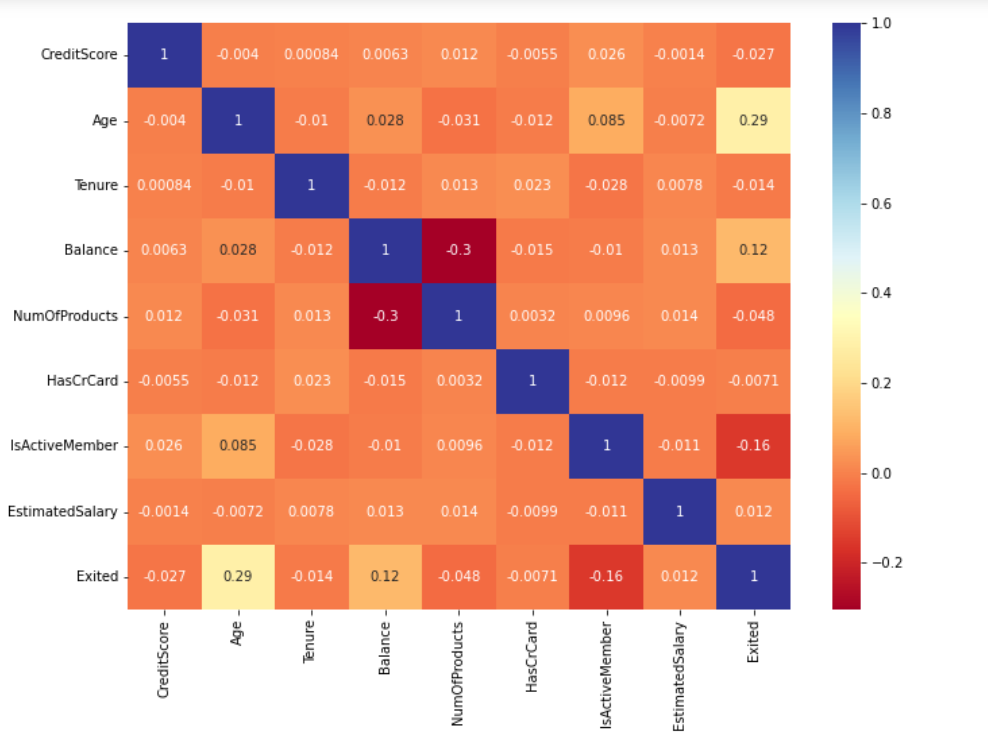 CreditScore 1 -0.004 0.00084 0.0063 0.012 -0.0055 0.026 -0.0014 -0.027
Age -0.004 1 -0.01 0.028 -0.031 -0.012 0.085 -0.0072 0.29
Tenure 0.00084 -0.01 1 -0.012 0.013 0.023 -0.028 0.0078 -0.014
Balance 0.0063 0.028 -0.012 1 -0.3 -0.015 -0.01 0.013 0.12
NumOfProducts 0.012 -0.031 0.013 -0.3 1 0.0032 0.0096 0.014 -0.048
HasCrCard -0.0055 -0.012 0.023 -0.015 0.0032 1 -0.012 -0.0099 -0.0071
IsActiveMember 0.026 0.085 -0.028 -0.01 0.0096 -0.012 1 -0.011 -0.16
EstimatedSalary -0.0014 -0.0072 0.0078 0.013 0.014 -0.0099 -0.011 1 0.012
Exited -0.027 0.29 -0.014 0.12 -0.048 -0.0071 -0.16 0.012 1
CreditScore
Age
Tenure
Balance
NumOfProducts
HasCrCard
IsActiveMember
EstimatedSalary
Exited
1.0
0.8
0.6
0.4
0.2
0.0
−0.2